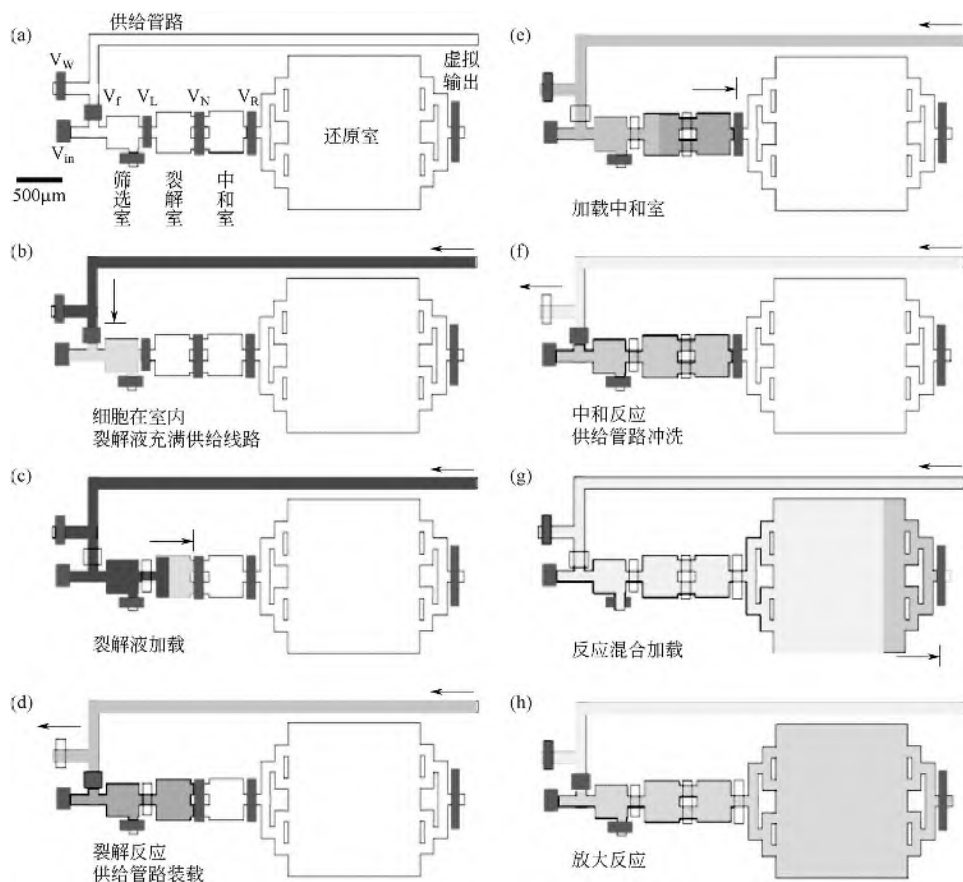 (a)
供给管路
V_W
虚拟
输出
V_f
V_L
V_N
V_R
还原室
V_in
500μm
筛选室
裂解室
中和室
(b)
细胞在室内
裂解液充满供给线路
(c)
裂解液加载
(d)
裂解反应
供给管路装载
(e)
加载中和室
(f)
中和反应
供给管路冲洗
(g)
反应混合加载
(h)
放大反应